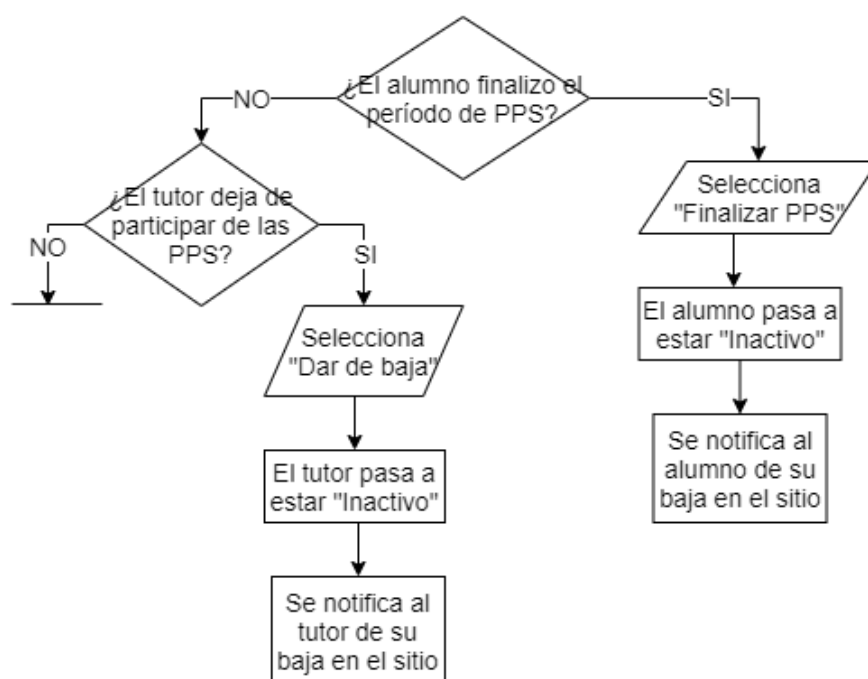 ¿El alumno finalizo el
período de PPS?
NO
SI
¿El tutor deja de
participar de las
PPS?
NO
SI
Selecciona
"Finalizar PPS"
El alumno pasa a
estar "Inactivo"
Se notifica al
alumno de su
baja en el sitio
Selecciona
"Dar de baja"
El tutor pasa a
estar "Inactivo"
Se notifica al
tutor de su
baja en el sitio